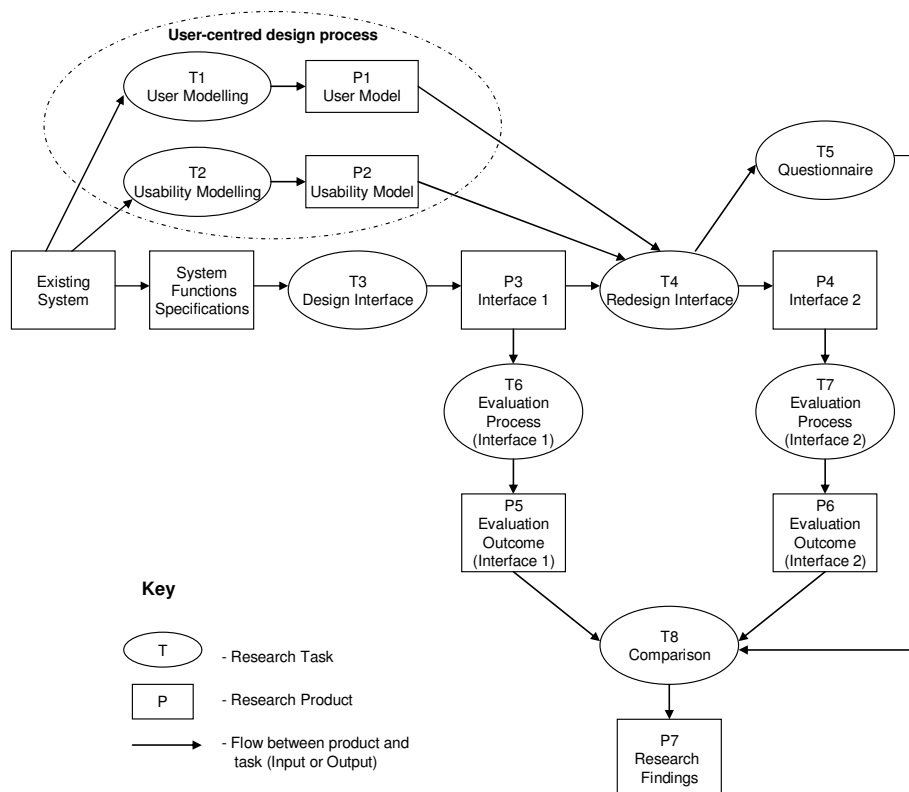 User-centred design process
T1
User Modelling
P1
User Model
T2
Usability Modelling
P2
Usability Model
T5
Questionnaire
Existing
System
System
Functions
Specifications
T3
Design Interface
P3
Interface 1
T4
Redesign Interface
P4
Interface 2
T6
Evaluation
Process
(Interface 1)
T7
Evaluation
Process
(Interface 2)
P5
Evaluation
Outcome
(Interface 1)
P6
Evaluation
Outcome
(Interface 2)
T8
Comparison
P7
Research
Findings
Key
T
- Research Task
P
- Research Product
- Flow between product and
task (Input or Output)